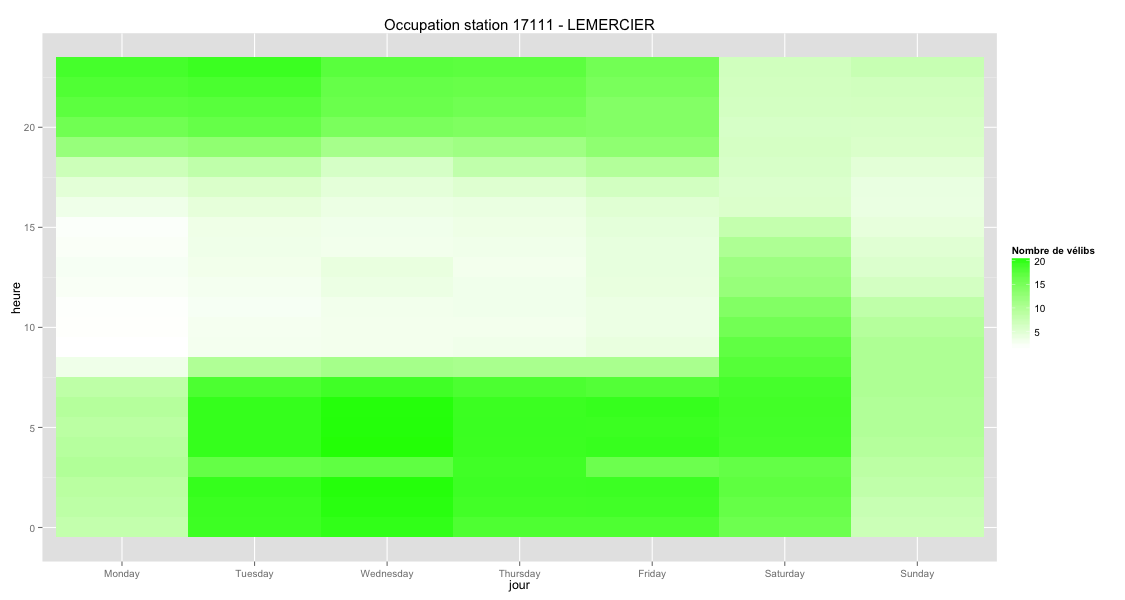 Occupation station 17111 - LEMERCIER
heure
20
15
10
5
0
Monday Tuesday Wednesday Thursday Friday Saturday Sunday
jour
Nombre de vélibs
20
15
10
5